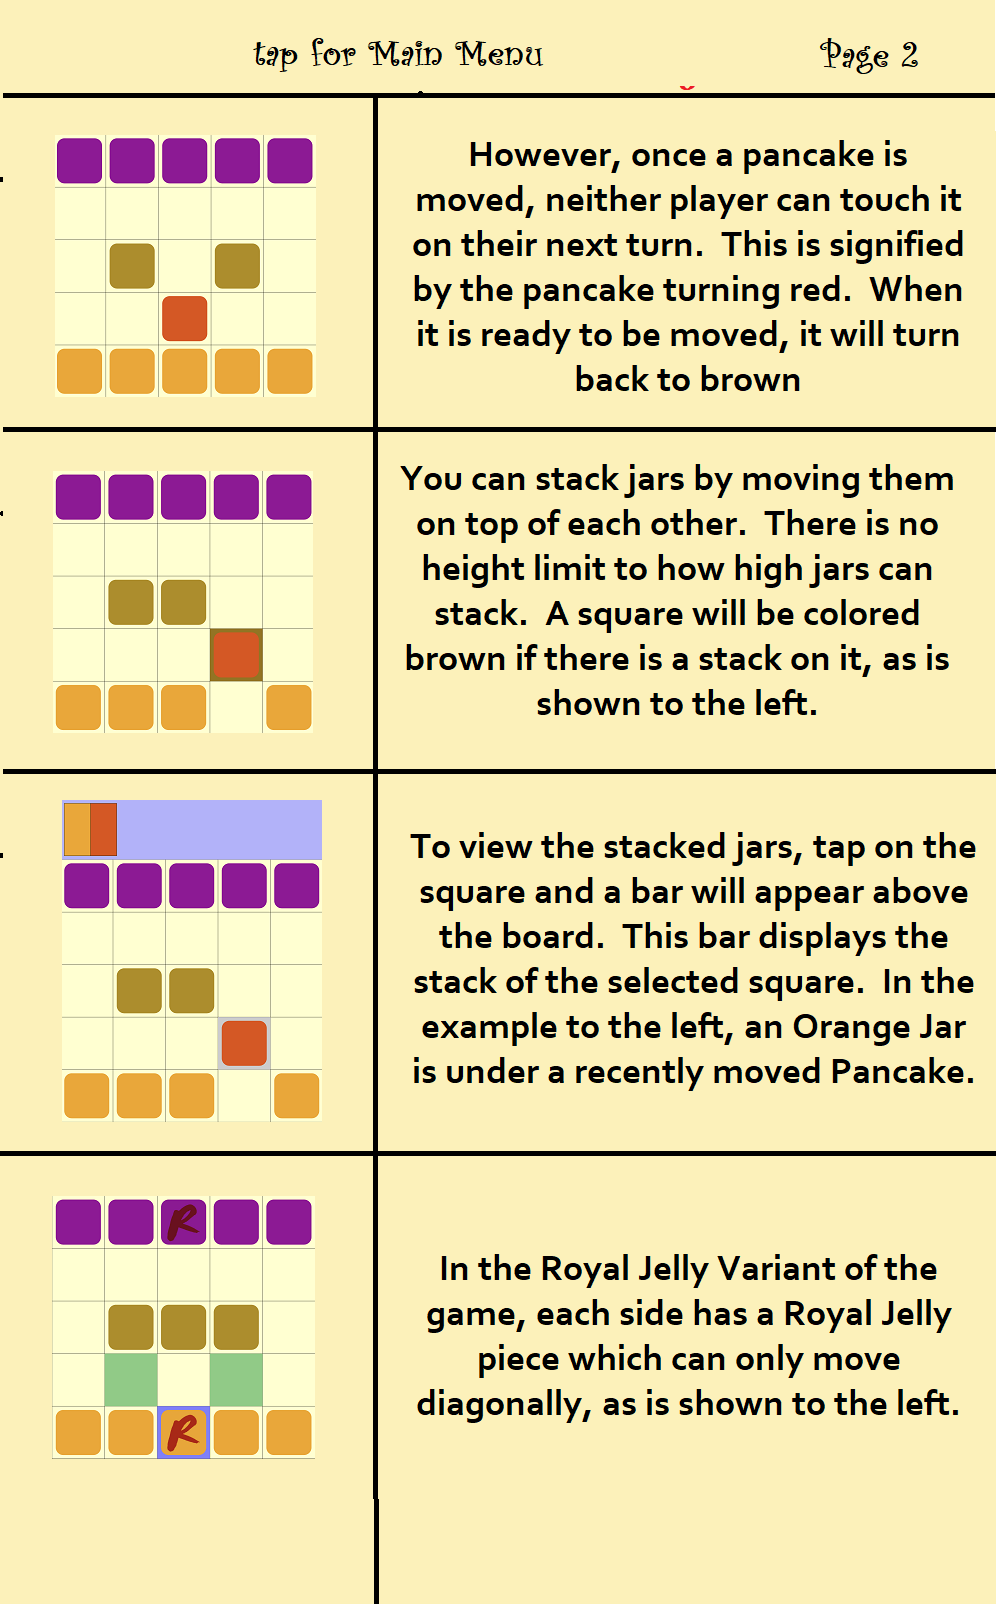 tap for Main Menu
Page 2
However, once a pancake is
moved, neither player can touch it
on their next turn.  This is signified
by the pancake turning red.  When
it is ready to be moved, it will turn
back to brown
You can stack jars by moving them
on top of each other.  There is no
height limit to how high jars can
stack.  A square will be colored
brown if there is a stack on it, as is
shown to the left.
To view the stacked jars, tap on the
square and a bar will appear above
the board.  This bar displays the
stack of the selected square.  In the
example to the left, an Orange Jar
is under a recently moved Pancake.
R
In the Royal Jelly Variant of the
game, each side has a Royal Jelly
piece which can only move
diagonally, as is shown to the left.
R